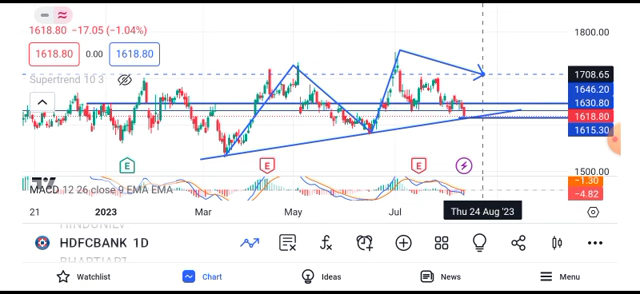 1618.80 -17.05 (-1.04%)
1618.80 0.00 1618.80
Supertrend 10 3
1800.00
1708.65
1646.20
1630.80
1618.80
1615.30
1500.00
E E E
MACD 12 26 close 9 EMA EMA
-1.30
-4.82
21 2023 Mar May Jul Thu 24 Aug '23
HDFCBANK 1D
Watchlist Chart Ideas News Menu